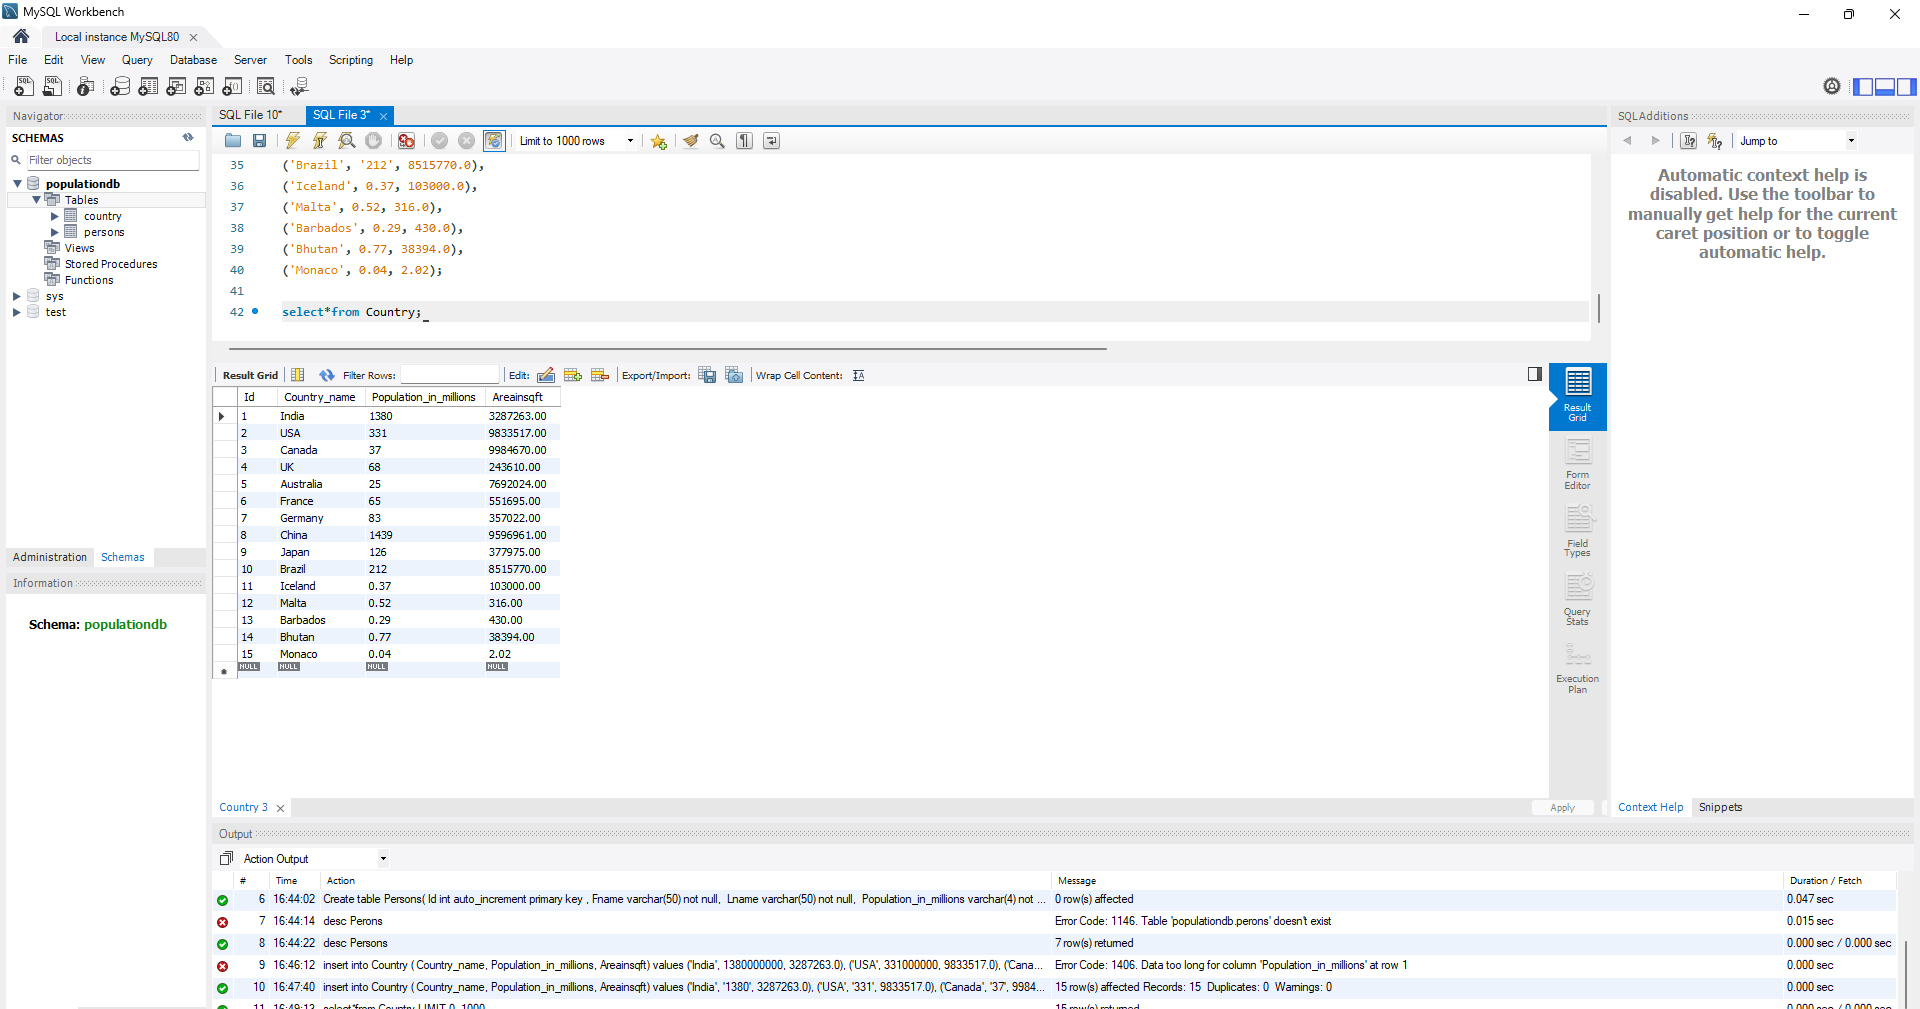 MySQL Workbench
Local instance MySQL80
File Edit View Query Database Server Tools Scripting Help
Navigator
SCHEMAS
Filter objects
populationdb
Tables
country
persons
Views
Stored Procedures
Functions
sys
test
Administration Schemas
Information
Schema: populationdb
SQL File 10* SQL File 3*
Limit to 1000 rows
35 ('Brazil', '212', 8515770.0),
36 ('Iceland', 0.37, 103000.0),
37 ('Malta', 0.52, 316.0),
38 ('Barbados', 0.29, 430.0),
39 ('Bhutan', 0.77, 38394.0),
40 ('Monaco', 0.04, 2.02);
41
42 select*from Country;
Result Grid Filter Rows: Edit: Export/Import: Wrap Cell Content:
Id Country_name Population_in_millions Areainsqft
1 India 1380 3287263.00
2 USA 331 9833517.00
3 Canada 37 9984670.00
4 UK 68 243610.00
5 Australia 25 7692024.00
6 France 65 551695.00
7 Germany 83 357022.00
8 China 1439 9596961.00
9 Japan 126 377975.00
10 Brazil 212 8515770.00
11 Iceland 0.37 103000.00
12 Malta 0.52 316.00
13 Barbados 0.29 430.00
14 Bhutan 0.77 38394.00
15 Monaco 0.04 2.02
NULL NULL NULL NULL
Result
Grid
Form
Editor
Field
Types
Query
Stats
Execution
Plan
Country 3
Apply
SQLAdditions
Jump to
Automatic context help is
disabled. Use the toolbar to
manually get help for the current
caret position or to toggle
automatic help.
Context Help Snippets
Output
Action Output
# Time Action Message Duration / Fetch
6 16:44:02 Create table Persons( Id int auto_increment primary key , Fname varchar(50) not null, Lname varchar(50) not null, Population_in_millions varchar(4) not ... 0 row(s) affected 0.047 sec
7 16:44:14 desc Perons Error Code: 1146. Table 'populationdb.perons' doesn't exist 0.015 sec
8 16:44:22 desc Persons 7 row(s) returned 0.000 sec / 0.000 sec
9 16:46:12 insert into Country ( Country_name, Population_in_millions, Areainsqft) values ('India', 1380000000, 3287263.0), ('USA', 331000000, 9833517.0), ('Cana... Error Code: 1406. Data too long for column 'Population_in_millions' at row 1 0.000 sec
10 16:47:40 insert into Country ( Country_name, Population_in_millions, Areainsqft) values ('India', '1380', 3287263.0), ('USA', '331', 9833517.0), ('Canada', '37', 9984... 15 row(s) affected Records: 15 Duplicates: 0 Warnings: 0 0.000 sec
11 16:49:13 select*from Country LIMIT 0, 1000 15 row(s) returned 0.000 sec / 0.000 sec